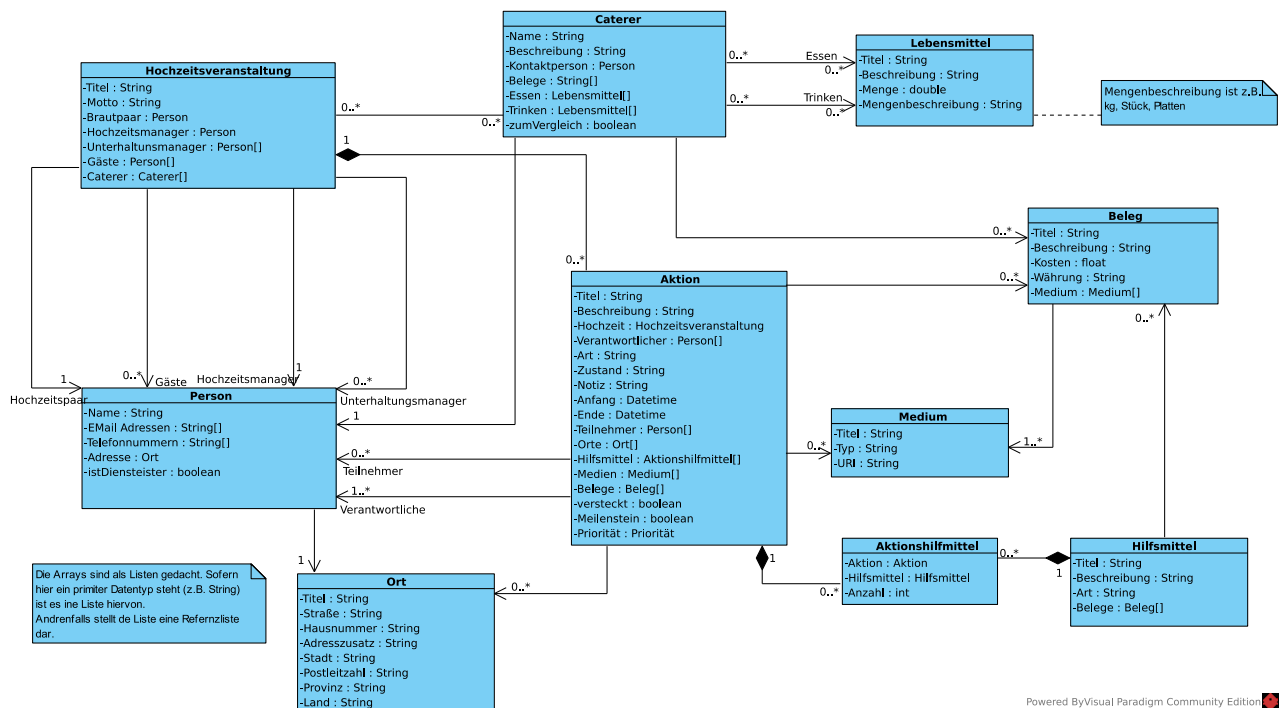 Caterer
-Name : String
-Beschreibung : String
-Kontaktperson : Person
-Belege : String[]
-Essen : Lebensmittel[]
-Trinken : Lebensmittel[]
-zumVergleich : boolean
Lebensmittel
-Titel : String
-Beschreibung : String
-Menge : double
-Mengenbeschreibung : String
Mengenbeschreibung ist z.B.
kg, Stück, Platten
Hochzeitsveranstaltung
-Titel : String
-Motto : String
-Brautpaar : Person
-Hochzeitsmanager : Person
-Unterhaltunsmanager : Person[]
-Gäste : Person[]
-Caterer : Caterer[]
0..*
0..*
0..*
Essen
0..*
0..*
Trinken
0..*
1
0..*
Beleg
-Titel : String
-Beschreibung : String
-Kosten : float
-Währung : String
-Medium : Medium[]
0..*
0..*
0..*
Aktion
-Titel : String
-Beschreibung : String
-Hochzeit : Hochzeitsveranstaltung
-Verantwortlicher : Person[]
-Art : String
-Zustand : String
-Notiz : String
-Anfang : Datetime
-Ende : Datetime
-Teilnehmer : Person[]
-Orte : Ort[]
-Hilfsmittel : Aktionshilfmittel[]
-Medien : Medium[]
-Belege : Beleg[]
-versteckt : boolean
-Meilenstein : boolean
-Priorität : Priorität
1
Hochzeitspaar
0..*
Gäste
1
Hochzeitsmanager
0..*
Unterhaltungsmanager
1
0..*
Teilnehmer
1..*
Verantwortliche
Person
-Name : String
-EMail Adressen : String[]
-Telefonnummern : String[]
-Adresse : Ort
-istDiensteister : boolean
Medium
-Titel : String
-Typ : String
-URI : String
0..*
1..*
Aktionshilfmittel
-Aktion : Aktion
-Hilfsmittel : Hilfsmittel
-Anzahl : int
1
0..*
0..*
1
Hilfsmittel
-Titel : String
-Beschreibung : String
-Art : String
-Belege : Beleg[]
Die Arrays sind als Listen gedacht. Sofern
hier ein primiter Datentyp steht (z.B. String)
ist es ine Liste hiervon.
Andrenfalls stellt de Liste eine Refernzliste
dar.
1
0..*
Ort
-Titel : String
-Straße : String
-Hausnummer : String
-Adresszusatz : String
-Stadt : String
-Postleitzahl : String
-Provinz : String
-Land : String
Powered ByVisual Paradigm Community Edition